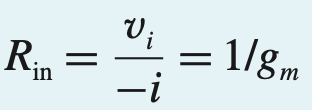 R_in = v_i / −i = 1/g_m